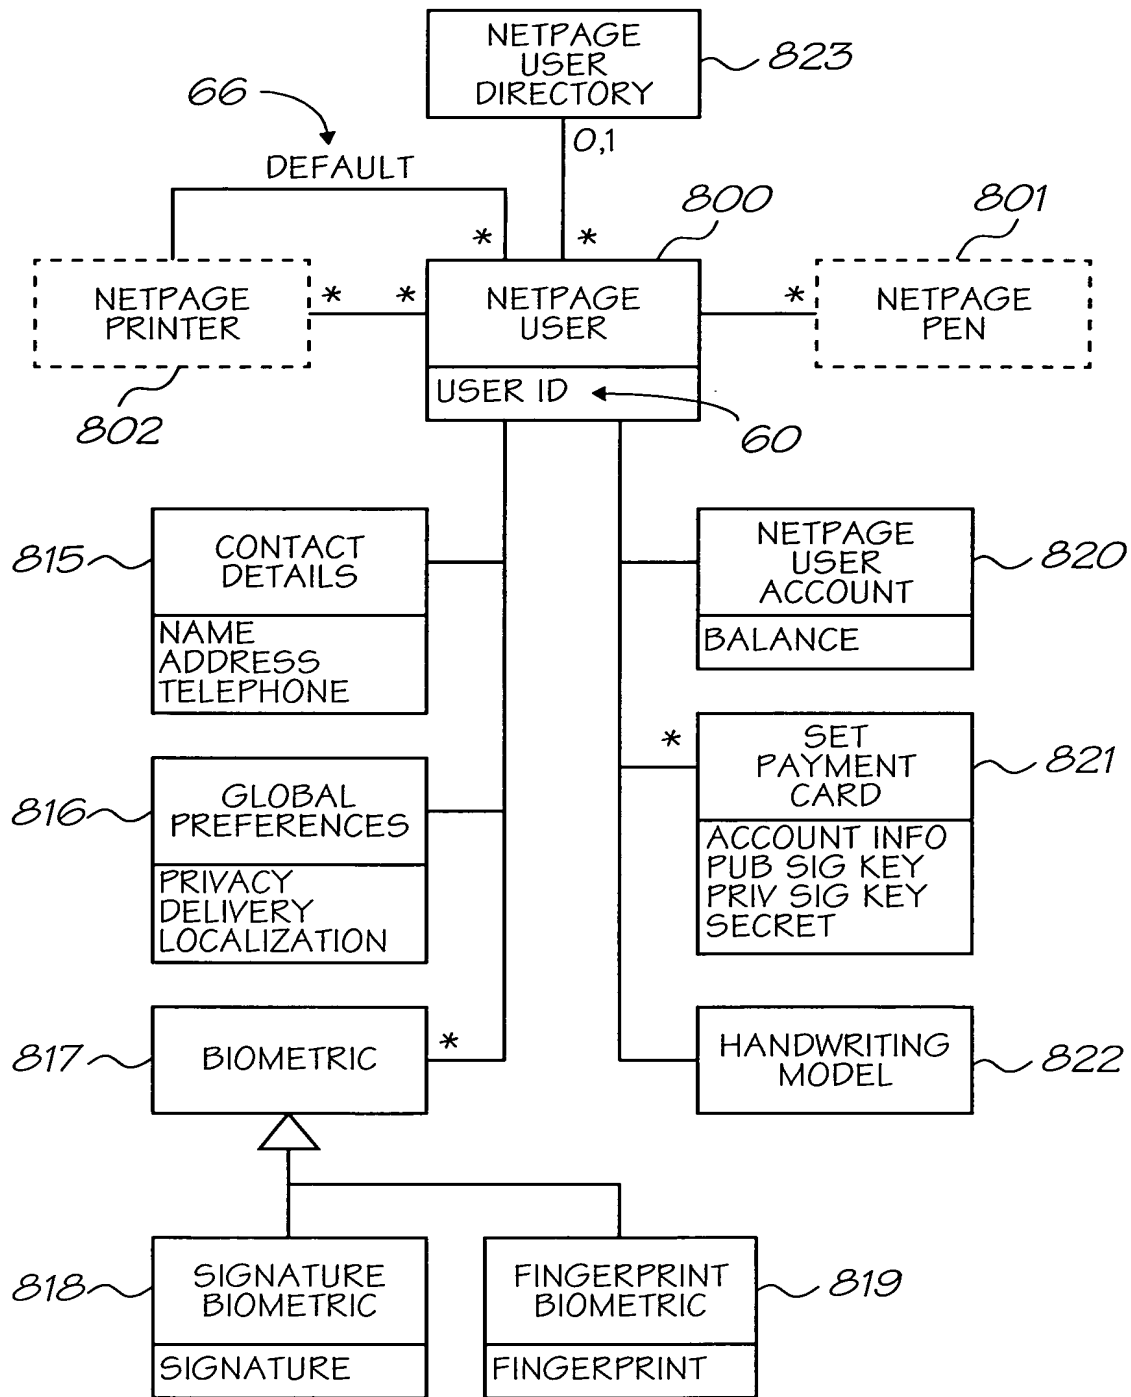 NETPAGE
USER
DIRECTORY
823
66
0,1
DEFAULT
800
801
*
*
NETPAGE
PRINTER
*
*
NETPAGE
USER
*
NETPAGE
PEN
USER ID
802
60
815
CONTACT
DETAILS
NAME
ADDRESS
TELEPHONE
NETPAGE
USER
ACCOUNT
820
BALANCE
816
GLOBAL
PREFERENCES
PRIVACY
DELIVERY
LOCALIZATION
*
SET
PAYMENT
CARD
821
ACCOUNT INFO
PUB SIG KEY
PRIV SIG KEY
SECRET
817
BIOMETRIC
*
HANDWRITING
MODEL
822
818
SIGNATURE
BIOMETRIC
SIGNATURE
FINGERPRINT
BIOMETRIC
819
FINGERPRINT